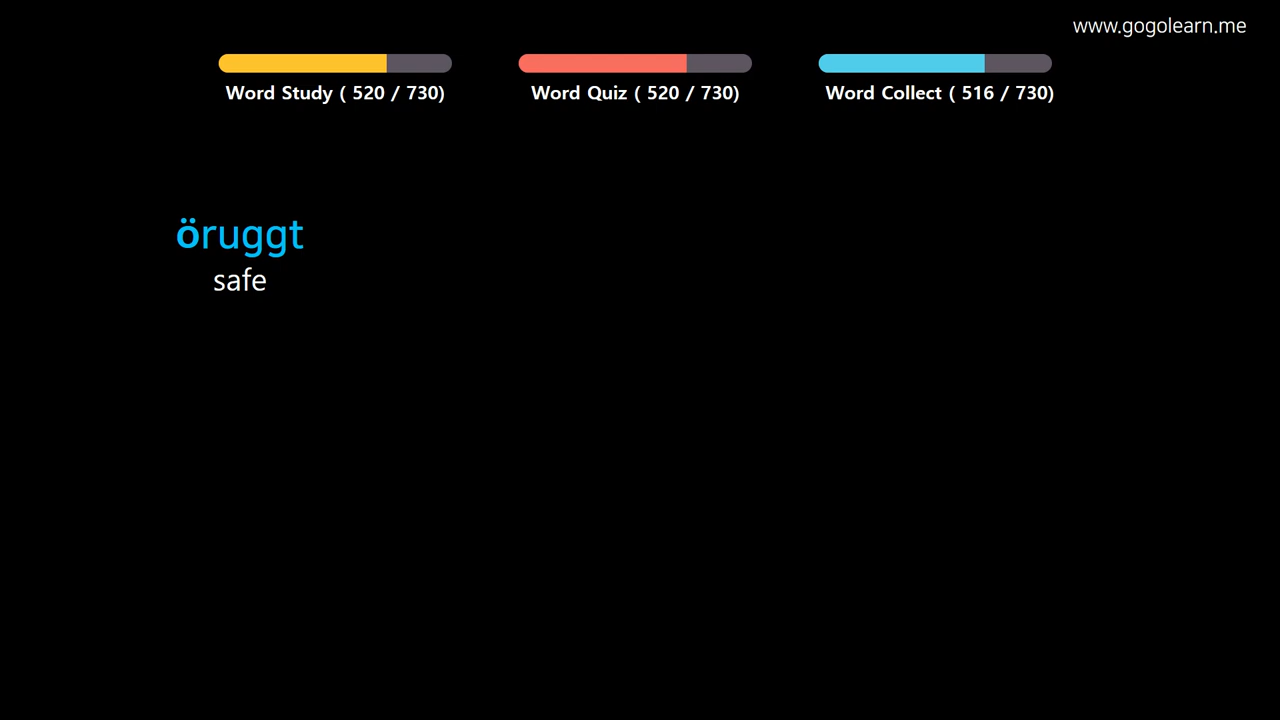 www.gogolearn.me
Word Study ( 520 / 730)
Word Quiz ( 520 / 730)
Word Collect ( 516 / 730)
öruggt
safe